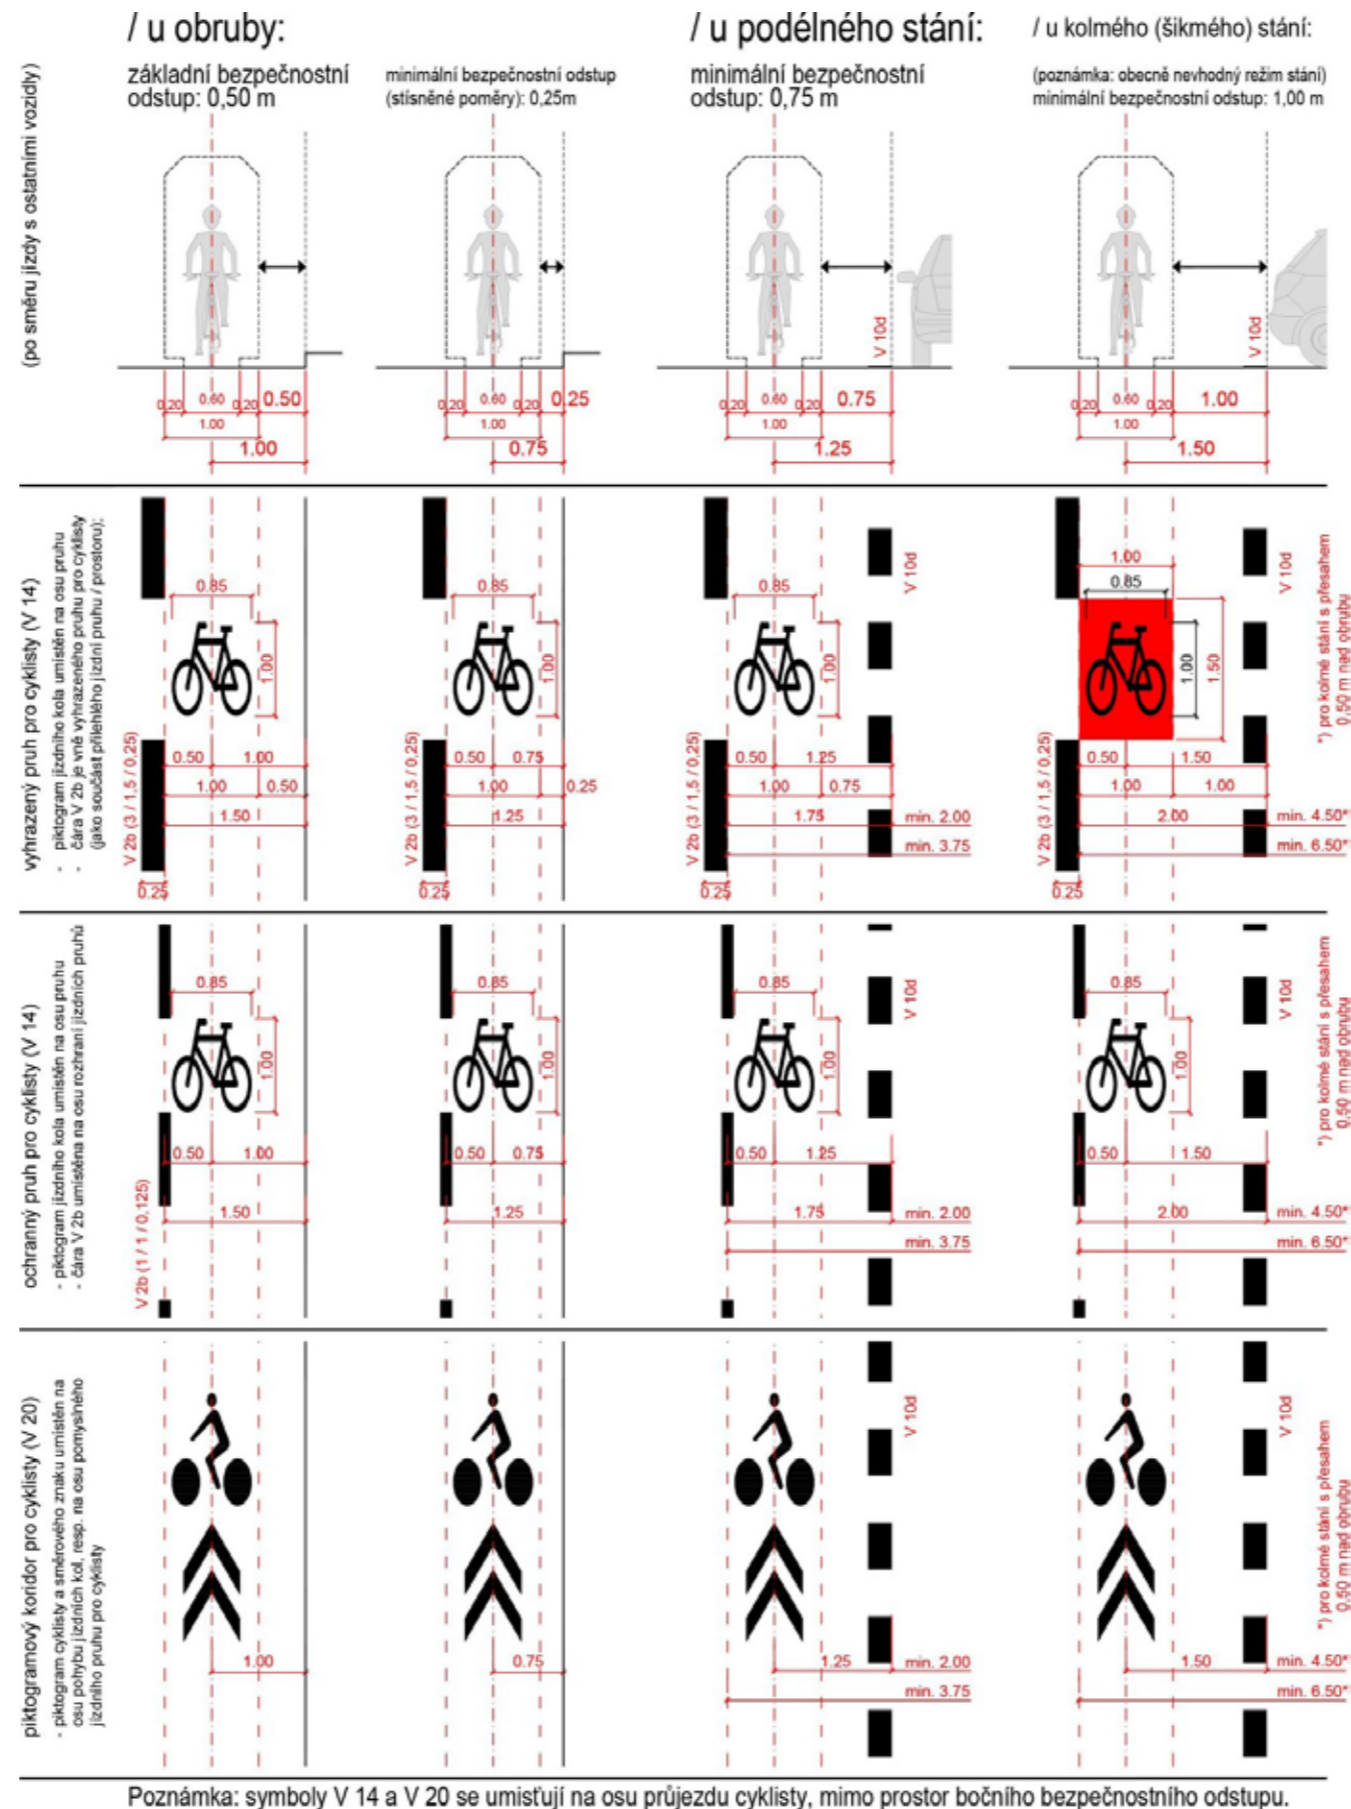 / u obruby:
/ u podélného stání:
/ u kolmého (šikmého) stání:
základní bezpečnostní
odstup: 0,50 m
minimální bezpečnostní odstup
(stísněné poměry): 0,25m
minimální bezpečnostní
odstup: 0,75 m
(poznámka: obecně nevhodný režim stání)
minimální bezpečnostní odstup: 1,00 m
(po směru jízdy s ostatními vozidly)
V 10d
V 10d
0,20 0.60 0,20 0.50
1.00
1.00
0,20 0.60 0,20 0.25
1.00
0.75
0,20 0.60 0,20 0.75
1.00
1.25
0,20 0.60 0,20 1.00
1.00
1.50
vyhrazený pruh pro cyklisty (V 14)
- piktogram jízdního kola umístěn na osu pruhu
- čára V 2b je vně vyhrazeného pruhu pro cyklisty
(jako součást přilehlého jízdní pruhu / prostoru);
0.85
1.00
V 2b (3 / 1,5 / 0,25)
0.50 1.00
1.00 0.50
1.50
0.25
0.85
1.00
V 2b (3 / 1,5 / 0,25)
0.50 0.75
1.00 0.25
1.25
0.85
1.00
V 10d
V 2b (3 / 1,5 / 0,25)
0.50 1.25
1.00 0.75
1.75 min. 2.00
min. 3.75
0.25
1.00
0.85
1.00
1.50
V 10d
*) pro kolmé stání s přesahem
0,50 m nad obrubu
V 2b (3 / 1,5 / 0,25)
0.50 1.50
1.00 1.00
2.00 min. 4.50*
min. 6.50*
0.25
ochranný pruh pro cyklisty (V 14)
- piktogram jízdního kola umístěn na osu pruhu
- čára V 2b umístěna na osu rozhraní jízdních pruhů
0.85
1.00
0.50 1.00
1.50
V 2b (1 / 1 / 0,125)
0.85
1.00
0.50 0.75
1.25
0.85
1.00
V 10d
0.50 1.25
1.75 min. 2.00
min. 3.75
0.85
1.00
V 10d
*) pro kolmé stání s přesahem
0,50 m nad obrubu
0.50 1.50
2.00 min. 4.50*
min. 6.50*
piktogramový koridor pro cyklisty (V 20)
- piktogram cyklisty a směrového znaku umístěn na
osu pohybu jízdních kol, resp. na osu pomyslného
jízdního pruhu pro cyklisty
1.00
0.75
V 10d
1.25 min. 2.00
min. 3.75
V 10d
*) pro kolmé stání s přesahem
0,50 m nad obrubu
1.50 min. 4.50*
min. 6.50*
Poznámka: symboly V 14 a V 20 se umisťují na osu průjezdu cyklisty, mimo prostor bočního bezpečnostního odstupu.